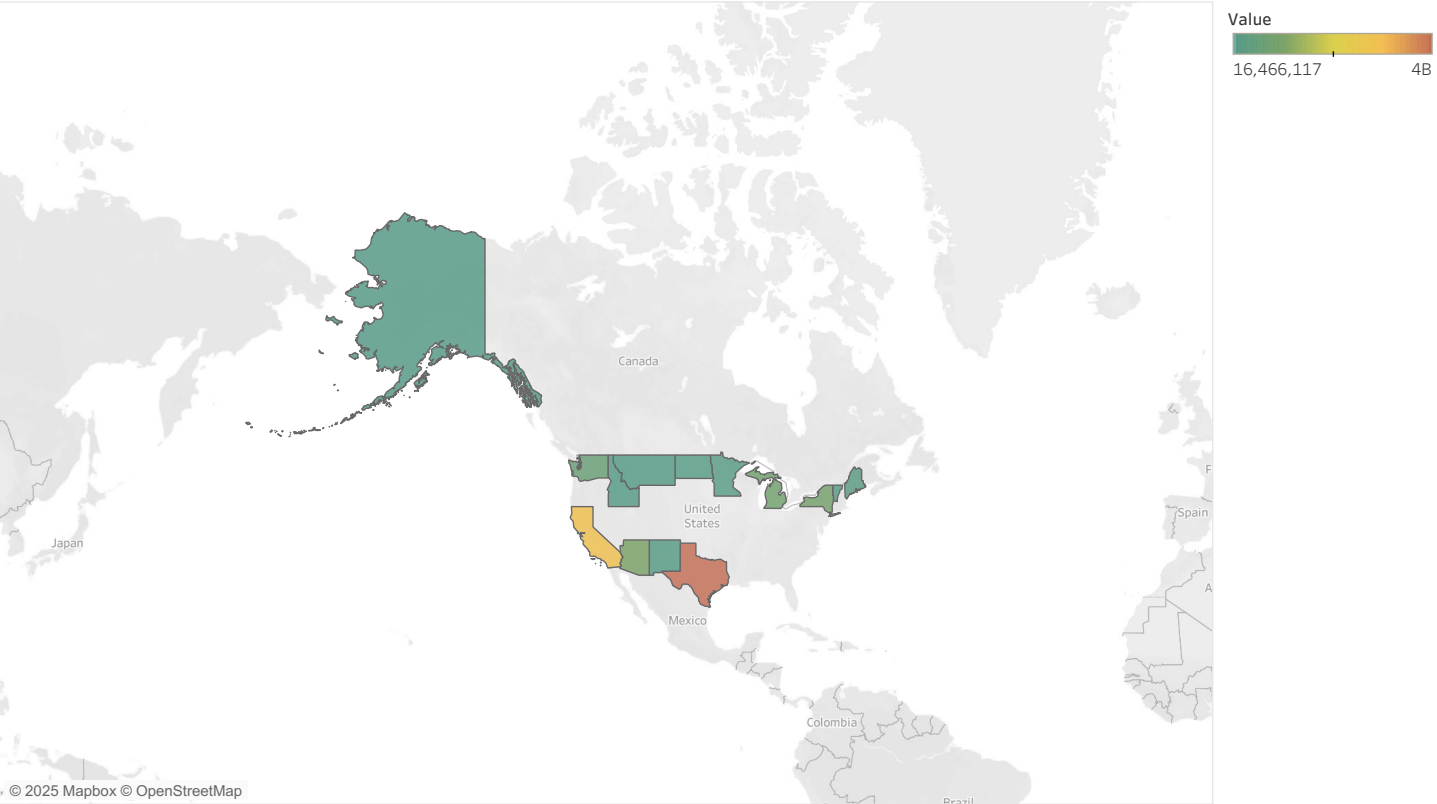 Value
16,466,117
4B
Canada
United
States
Japan
Spain
F
A
Mexico
Colombia
Brazil
© 2025 Mapbox © OpenStreetMap